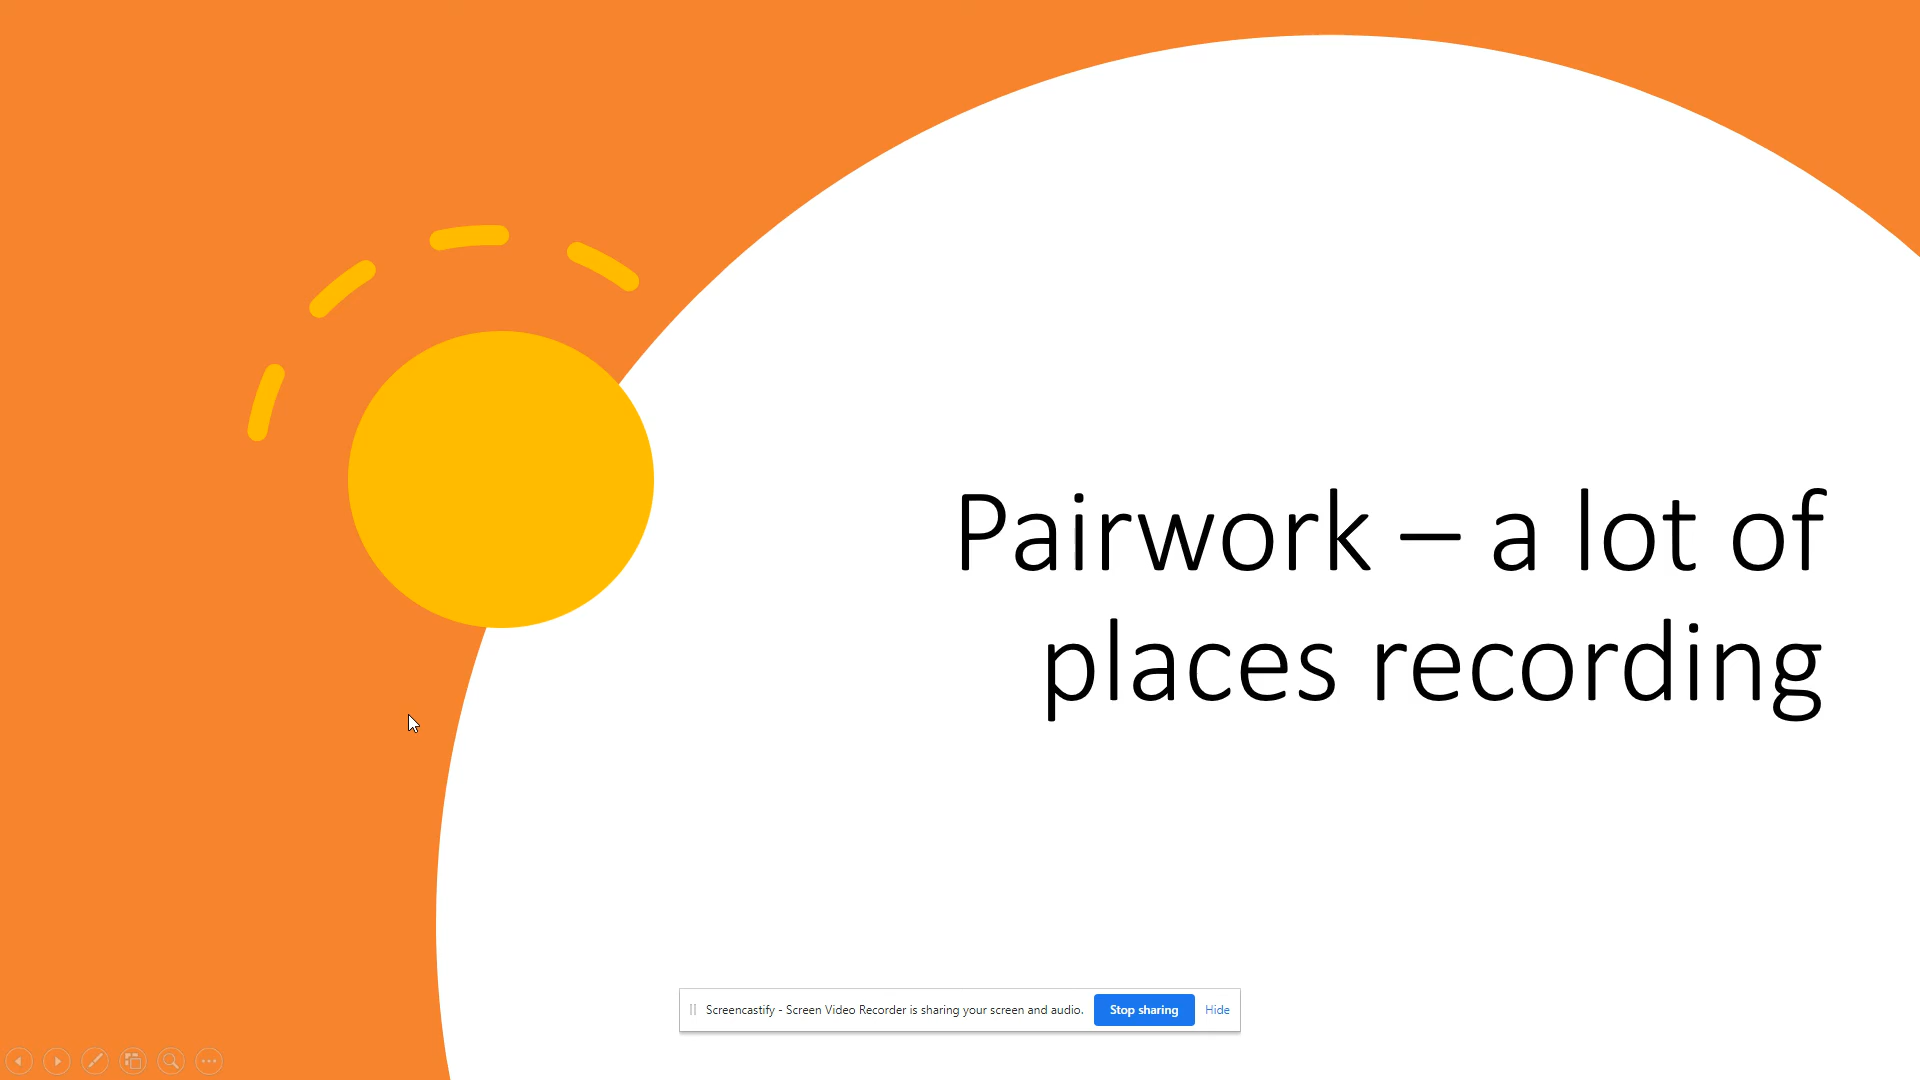 Pairwork – a lot of
places recording
Screencastify - Screen Video Recorder is sharing your screen and audio. Stop sharing Hide